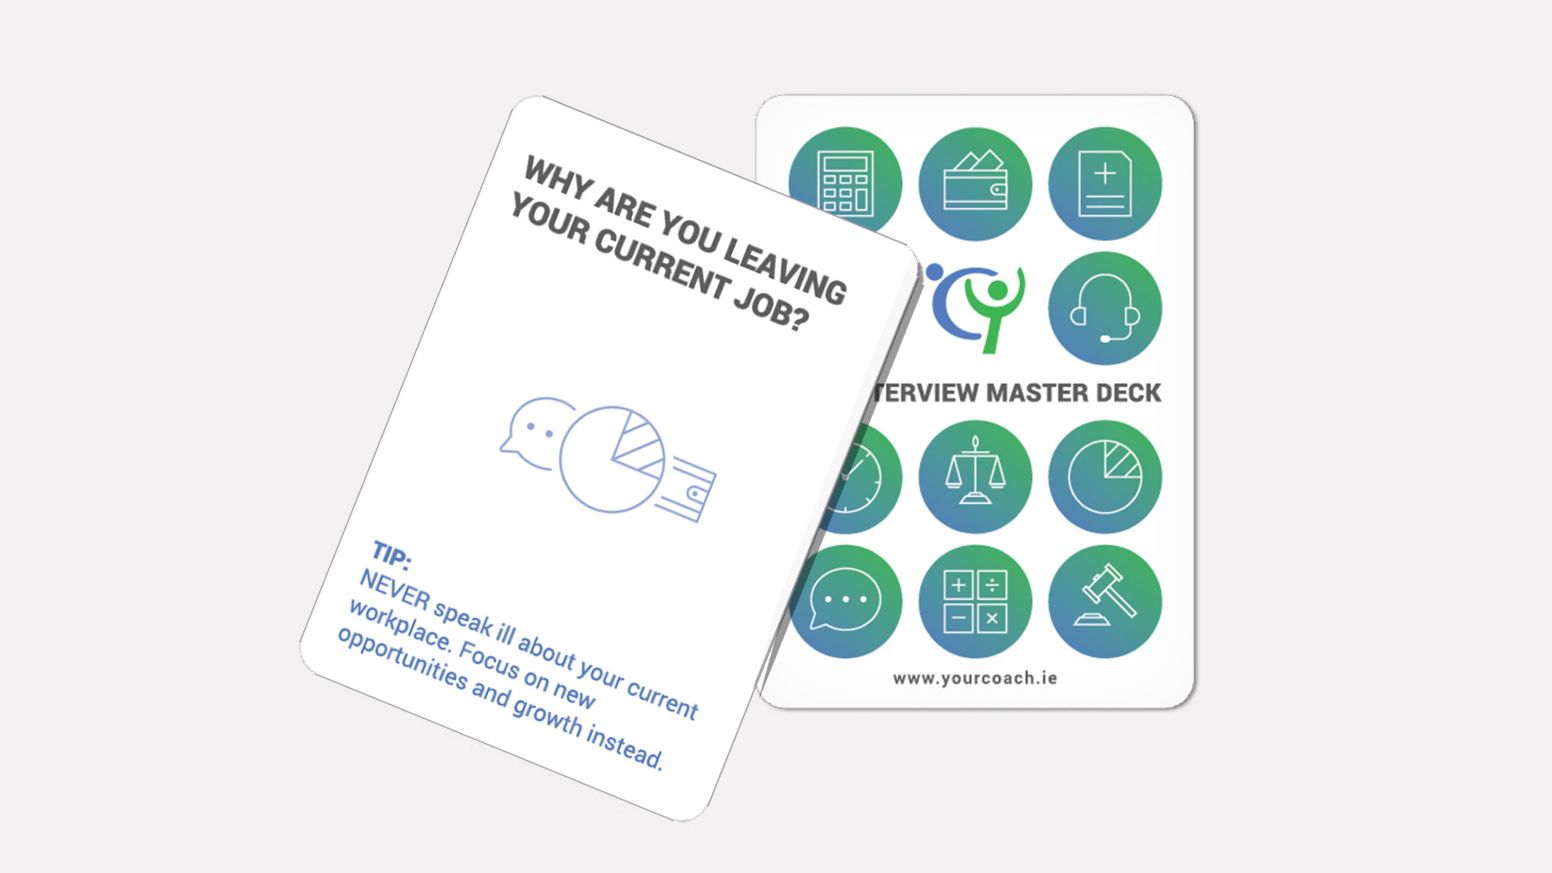 WHY ARE YOU LEAVING
YOUR CURRENT JOB?
TIP:
NEVER speak ill about your current
workplace. Focus on new
opportunities and growth instead.
TERVIEW MASTER DECK
www.yourcoach.ie